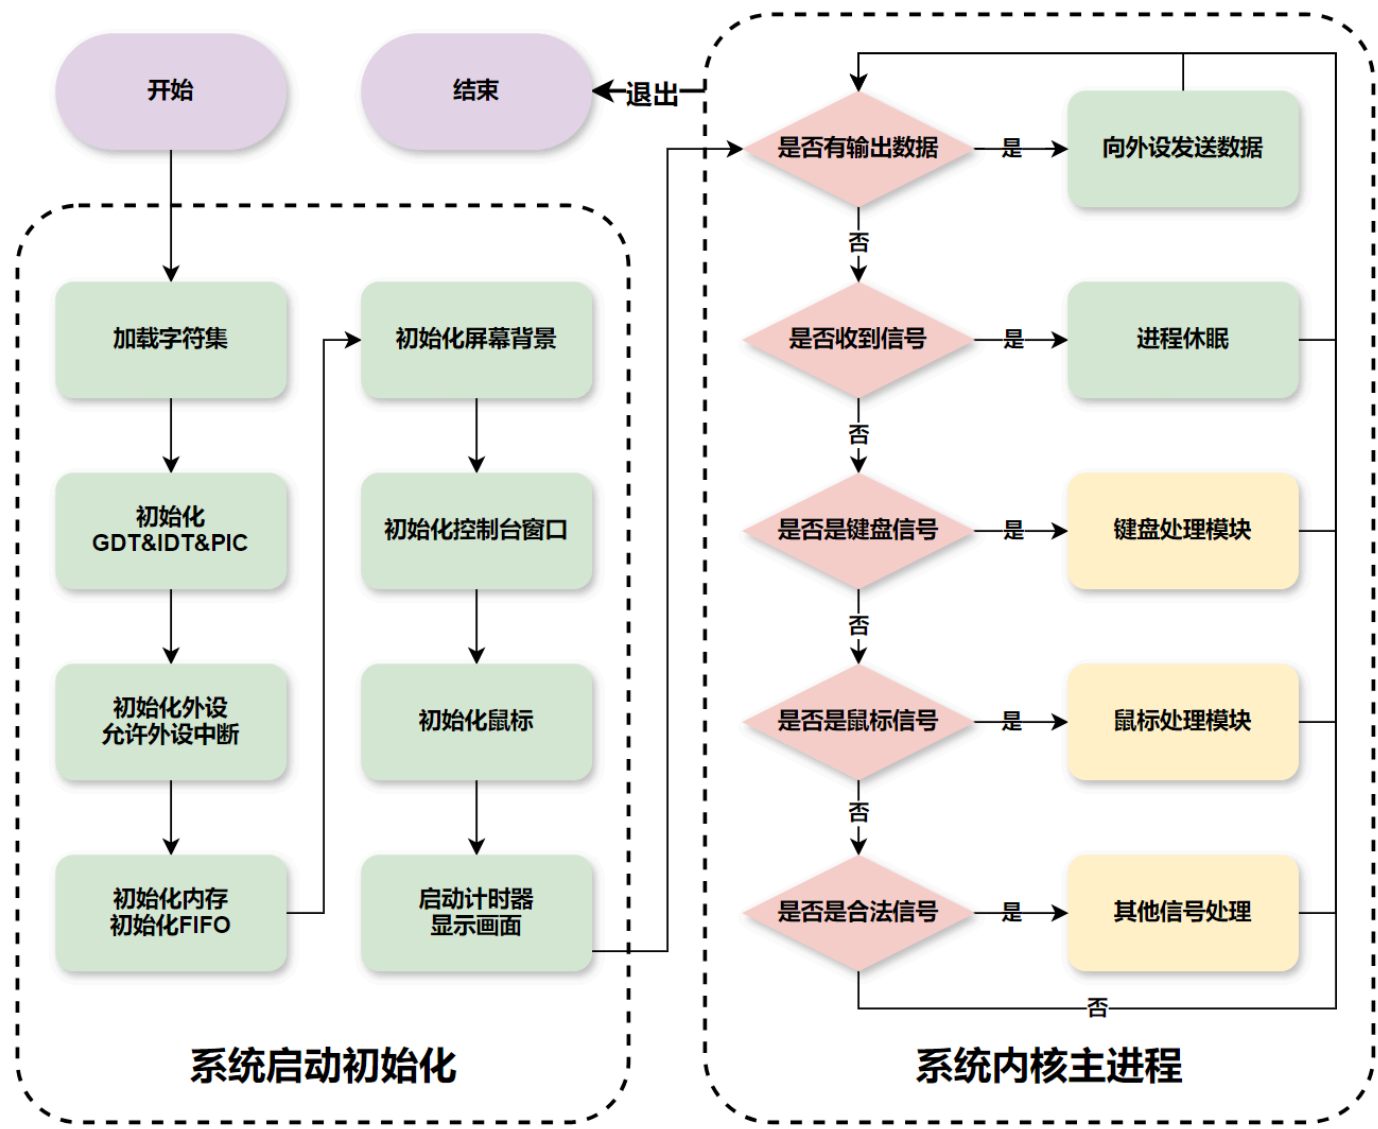 开始
结束
退出
加载字符集
初始化
GDT&IDT&PIC
初始化外设
允许外设中断
初始化内存
初始化FIFO
初始化屏幕背景
初始化控制台窗口
初始化鼠标
启动计时器
显示画面
系统启动初始化
是否有输出数据
是
向外设发送数据
否
是否收到信号
是
进程休眠
否
是否是键盘信号
是
键盘处理模块
否
是否是鼠标信号
是
鼠标处理模块
否
是否是合法信号
是
其他信号处理
否
系统内核主进程